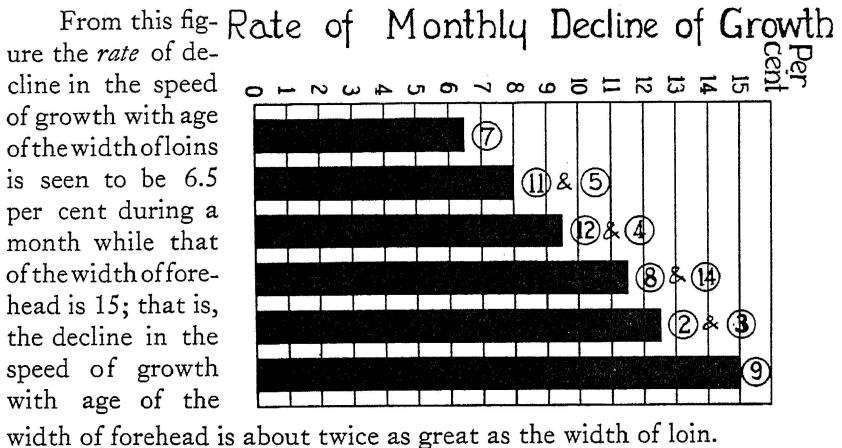 From this fig-
ure the rate of de-
cline in the speed
of growth with age
of the width of loins
is seen to be 6.5
per cent during a
month while that
of the width of fore-
head is 15; that is,
the decline in the
speed of growth
with age of the
width of forehead is about twice as great as the width of loin.
Rate of Monthly Decline of Growth
Per
cent
0 1 2 3 4 5 6 7 8 9 10 11 12 13 14 15
7
11 & 5
12 & 4
8 & 14
2 & 3
9